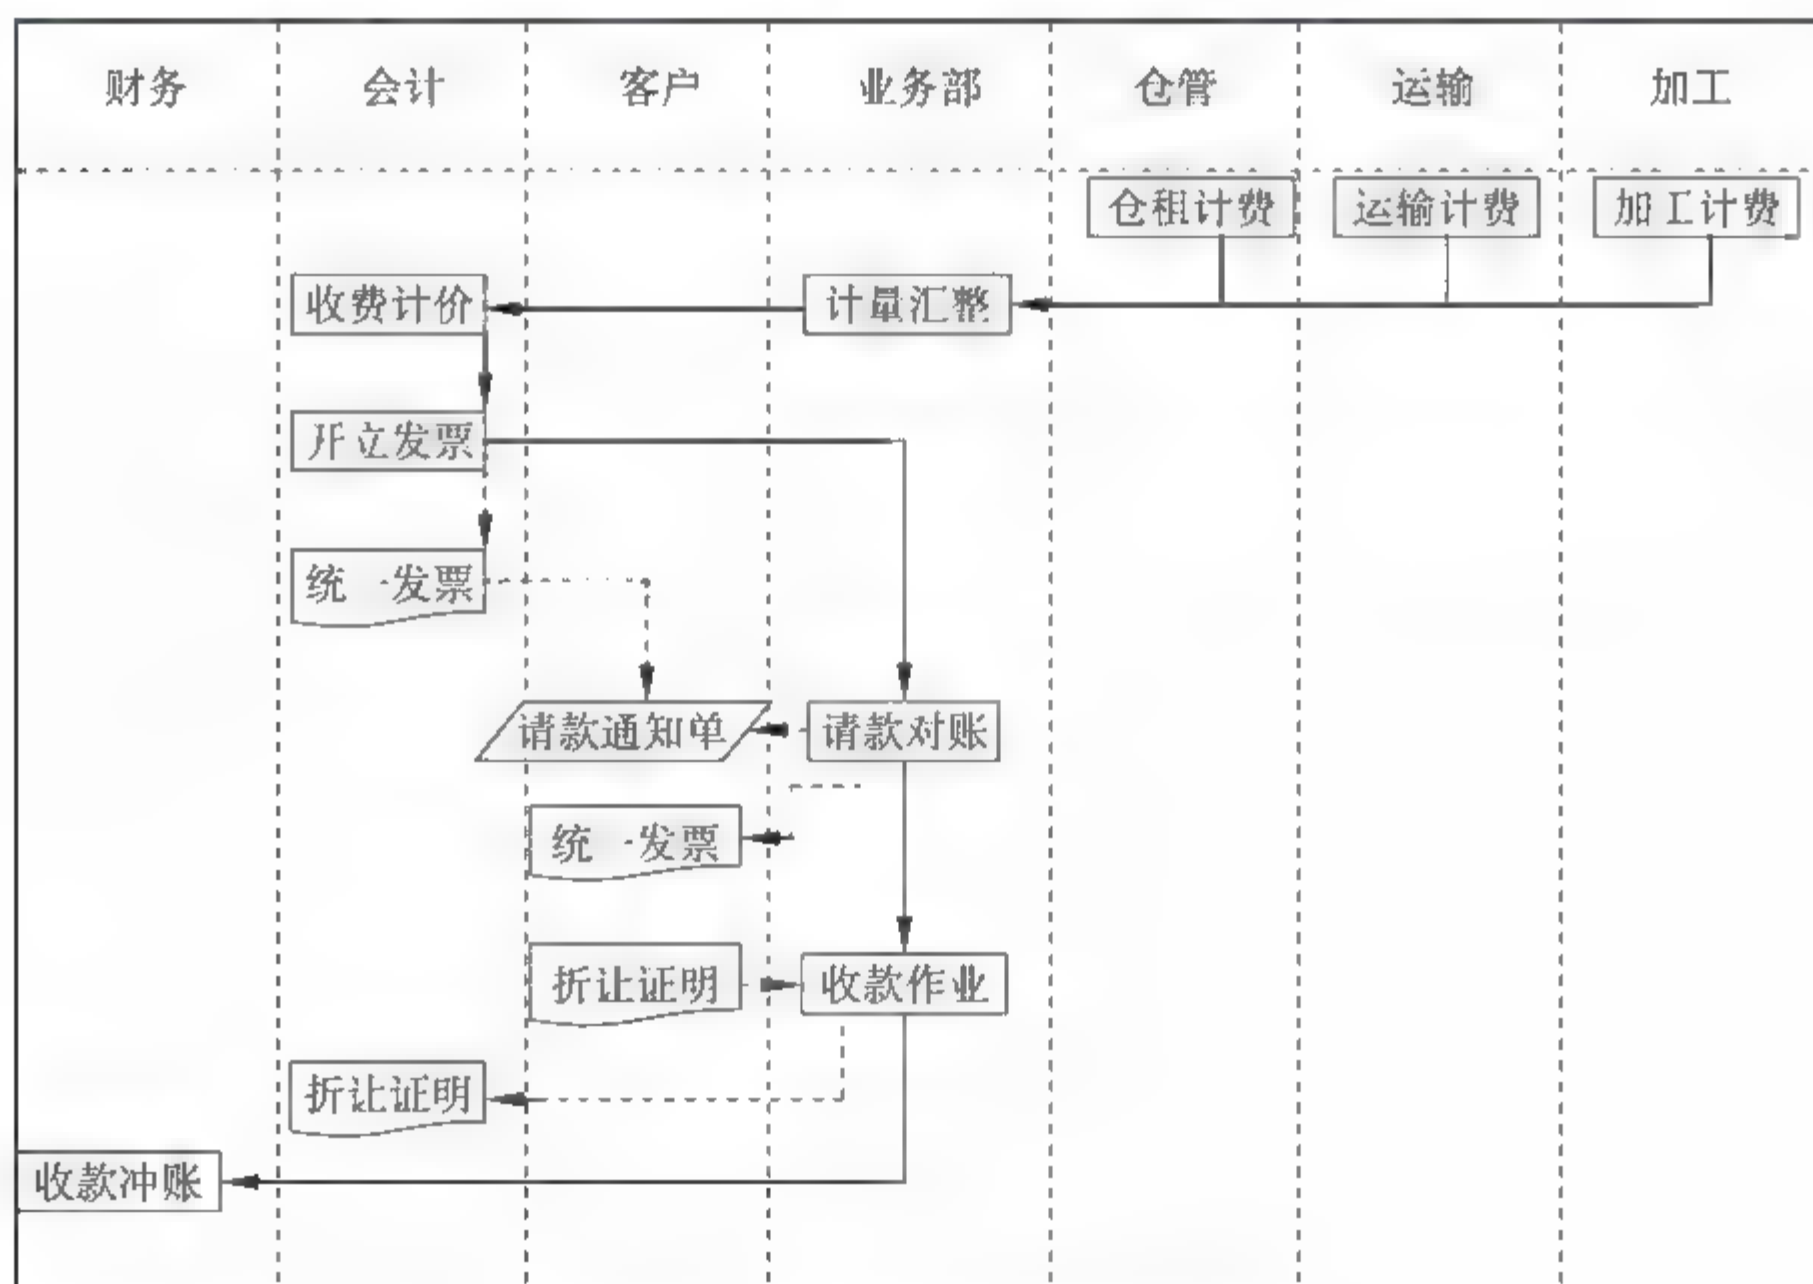 财务 会计 客户 业务部 仓管 运输 加工
仓租计费 运输计费 加工计费
收费计价 计量汇整
开立发票
统一发票
请款通知单 请款对账
统一发票
折让证明 收款作业
折让证明
收款冲账